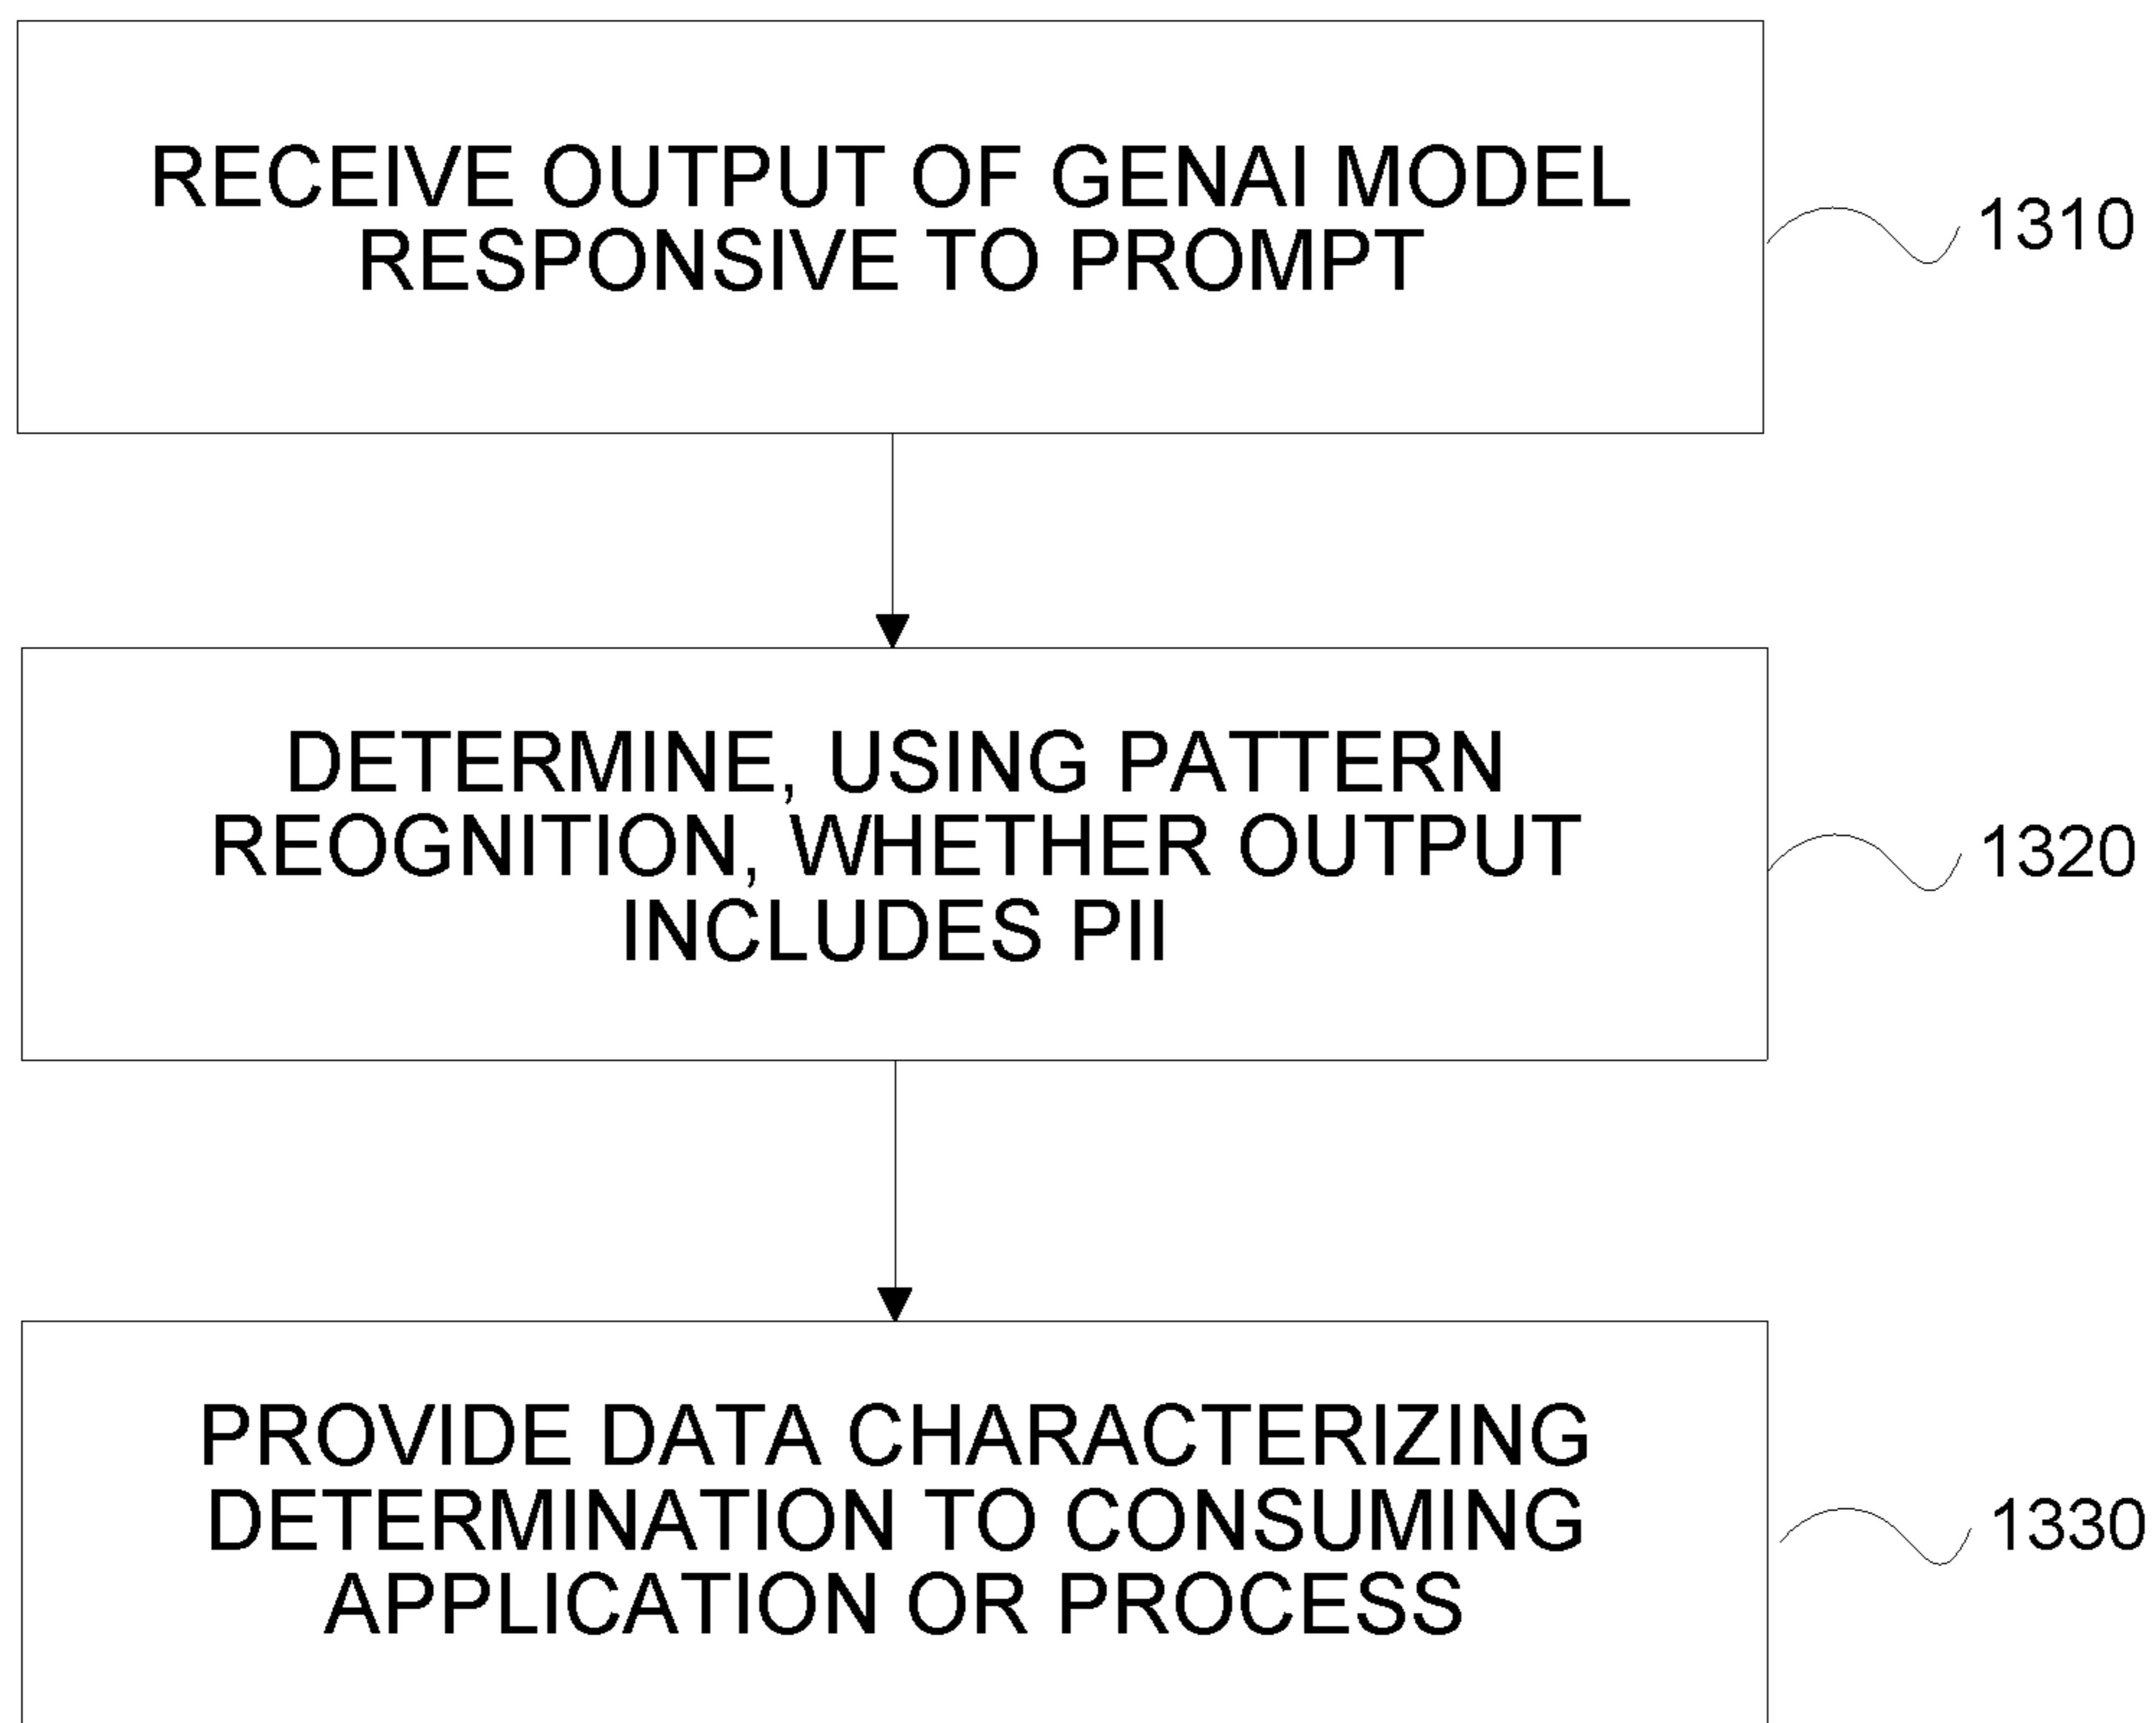 RECEIVE OUTPUT OF GENAI MODEL
RESPONSIVE TO PROMPT
1310
DETERMINE, USING PATTERN
REOGNITION, WHETHER OUTPUT
INCLUDES PII
1320
PROVIDE DATA CHARACTERIZING
DETERMINATION TO CONSUMING
APPLICATION OR PROCESS
1330